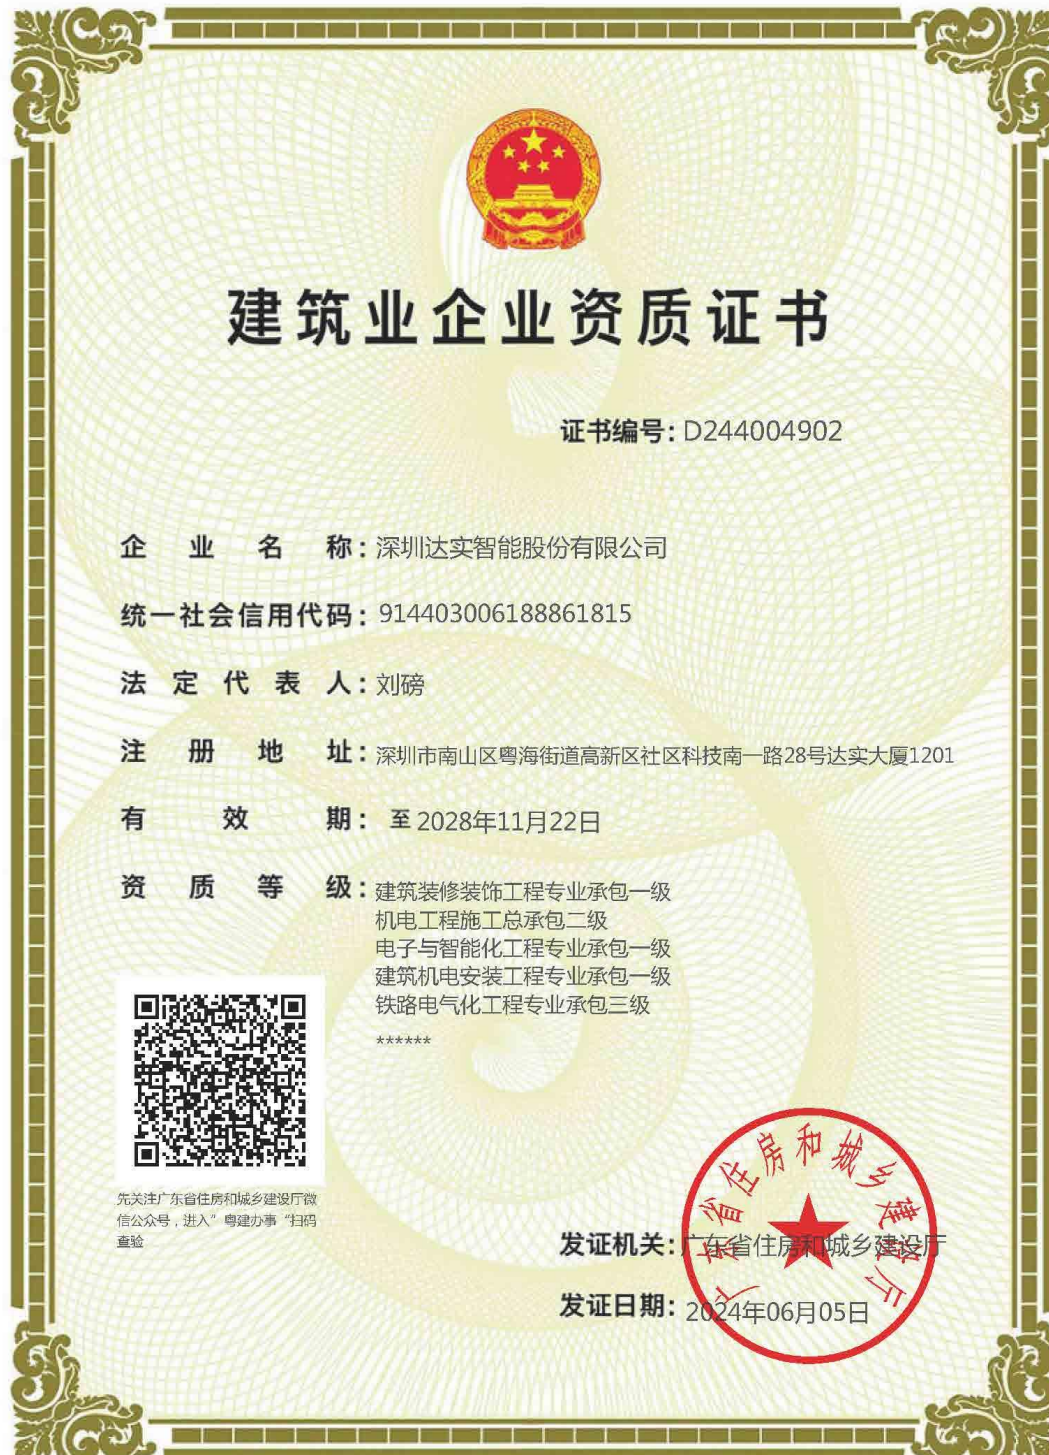 建筑业企业资质证书
证书编号: D244004902
企业名称: 深圳达实智能股份有限公司
统一社会信用代码: 914403006188861815
法定代表人: 刘磅
注册地址: 深圳市南山区粤海街道高新区社区科技南一路28号达实大厦1201
有效期: 至 2028年11月22日
资质等级: 建筑装修装饰工程专业承包一级
机电工程施工总承包二级
电子与智能化工程专业承包一级
建筑机电安装工程专业承包一级
铁路电气化工程专业承包三级
******
先关注广东省住房和城乡建设厅微
信公众号，进入”粤建办事“扫码
查验
广东省住房和城乡建设厅
发证机关: 广东省住房和城乡建设厅
发证日期: 2024年06月05日